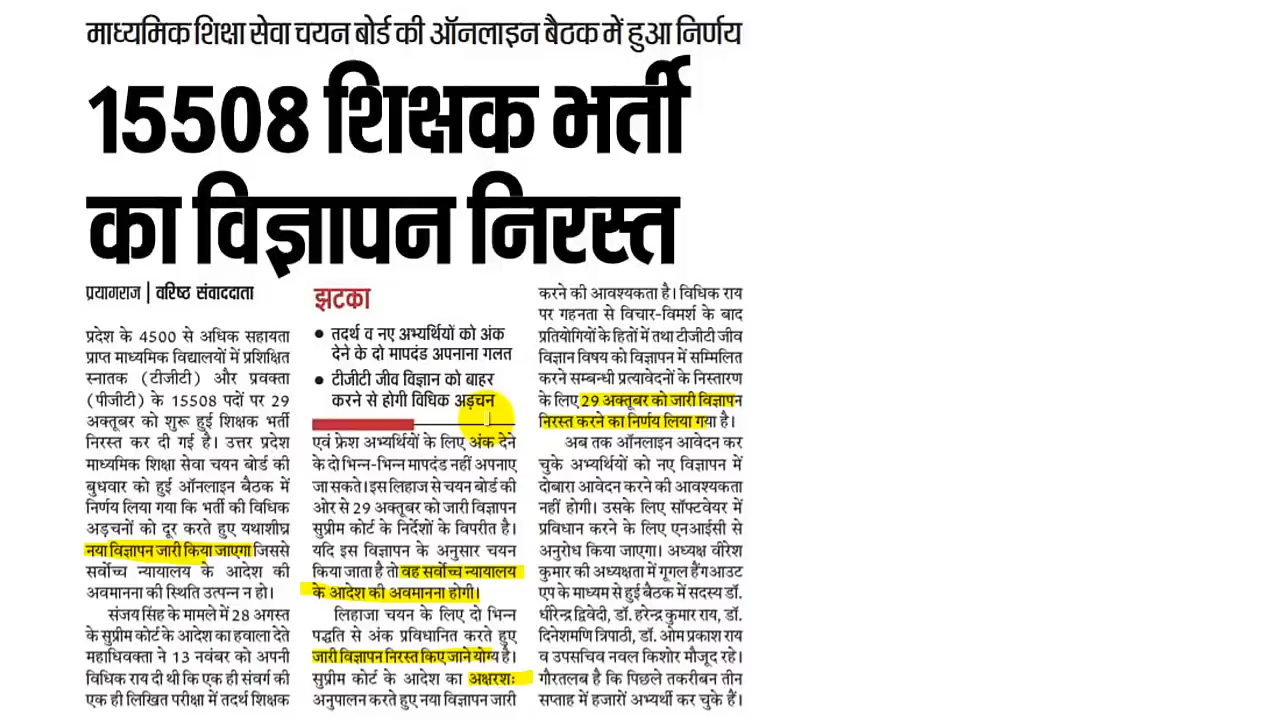 माध्यमिक शिक्षा सेवा चयन बोर्ड की ऑनलाइन बैठक में हुआ निर्णय
15508 शिक्षक भर्ती
का विज्ञापन निरस्त
प्रयागराज | वरिष्ठ संवाददाता
प्रदेश के 4500 से अधिक सहायता
प्राप्त माध्यमिक विद्यालयों में प्रशिक्षित
स्नातक (टीजीटी) और प्रवक्ता
(पीजीटी) के 15508 पदों पर 29
अक्तूबर को शुरू हुई शिक्षक भर्ती
निरस्त कर दी गई है। उत्तर प्रदेश
माध्यमिक शिक्षा सेवा चयन बोर्ड की
बुधवार को हुई ऑनलाइन बैठक में
निर्णय लिया गया कि भर्ती की विधिक
अड़चनों को दूर करते हुए यथाशीघ्र
नया विज्ञापन जारी किया जाएगा जिससे
सर्वोच्च न्यायालय के आदेश की
अवमानना की स्थिति उत्पन्न न हो।
संजय सिंह के मामले में 28 अगस्त
के सुप्रीम कोर्ट के आदेश का हवाला देते
महाधिवक्ता ने 13 नवंबर को अपनी
विधिक राय दी थी कि एक ही संवर्ग की
एक ही लिखित परीक्षा में तदर्थ शिक्षक
झटका
● तदर्थ व नए अभ्यर्थियों को अंक
देने के दो मापदंड अपनाना गलत
● टीजीटी जीव विज्ञान को बाहर
करने से होगी विधिक अड़चन
एवं फ्रेश अभ्यर्थियों के लिए अंक देने
के दो भिन्न-भिन्न मापदंड नहीं अपनाए
जा सकते। इस लिहाज से चयन बोर्ड की
ओर से 29 अक्तूबर को जारी विज्ञापन
सुप्रीम कोर्ट के निर्देशों के विपरीत है।
यदि इस विज्ञापन के अनुसार चयन
किया जाता है तो वह सर्वोच्च न्यायालय
के आदेश की अवमानना होगी।
लिहाजा चयन के लिए दो भिन्न
पद्धति से अंक प्रविधानित करते हुए
जारी विज्ञापन निरस्त किए जाने योग्य है।
सुप्रीम कोर्ट के आदेश का अक्षरशः
अनुपालन करते हुए नया विज्ञापन जारी
करने की आवश्यकता है। विधिक राय
पर गहनता से विचार-विमर्श के बाद
प्रतियोगियों के हितों में तथा टीजीटी जीव
विज्ञान विषय को विज्ञापन में सम्मिलित
करने सम्बन्धी प्रत्यावेदनों के निस्तारण
के लिए 29 अक्तूबर को जारी विज्ञापन
निरस्त करने का निर्णय लिया गया है।
अब तक ऑनलाइन आवेदन कर
चुके अभ्यर्थियों को नए विज्ञापन में
दोबारा आवेदन करने की आवश्यकता
नहीं होगी। उसके लिए सॉफ्टवेयर में
प्रविधान करने के लिए एनआईसी से
अनुरोध किया जाएगा। अध्यक्ष वीरेश
कुमार की अध्यक्षता में गूगल हैंगआउट
एप के माध्यम से हुई बैठक में सदस्य डॉ.
धीरेन्द्र द्विवेदी, डॉ. हरेन्द्र कुमार राय, डॉ.
दिनेशमणि त्रिपाठी, डॉ. ओम प्रकाश राय
व उपसचिव नवल किशोर मौजूद रहे।
गौरतलब है कि पिछले तकरीबन तीन
सप्ताह में हजारों अभ्यर्थी कर चुके हैं।